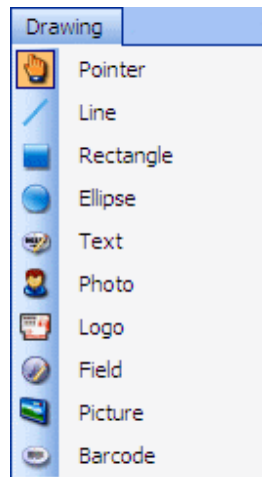 Drawing
Pointer
Line
Rectangle
Ellipse
Text
Photo
Logo
Field
Picture
Barcode